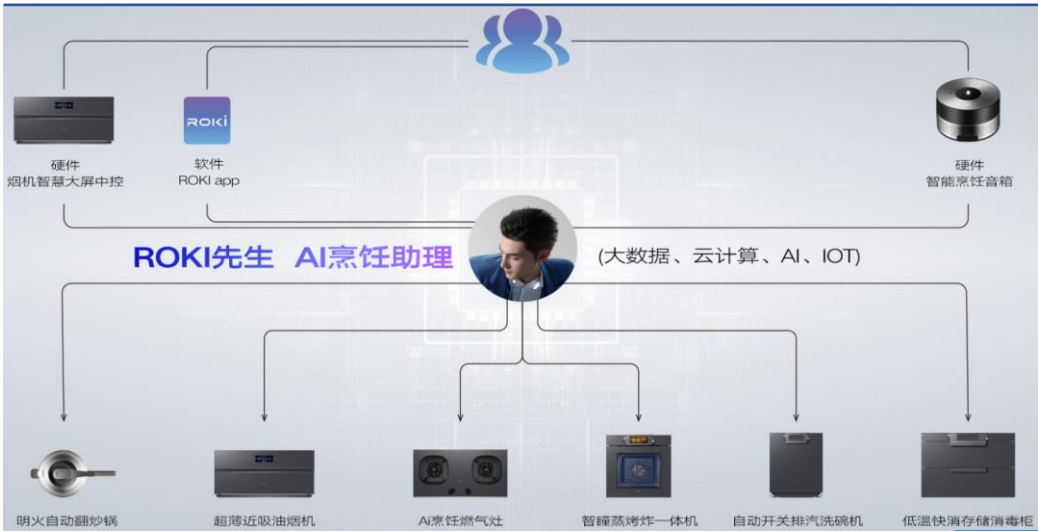 ROKI
硬件
烟机智慧大屏中控
软件
ROKI app
硬件
智能烹饪音箱
ROKI先生 AI烹饪助理
(大数据、云计算、AI、IOT)
明火自动翻炒锅
超薄近吸油烟机
Ai烹饪燃气灶
智瞳蒸烤炸一体机
自动开关排汽洗碗机
低温快消存储消毒柜